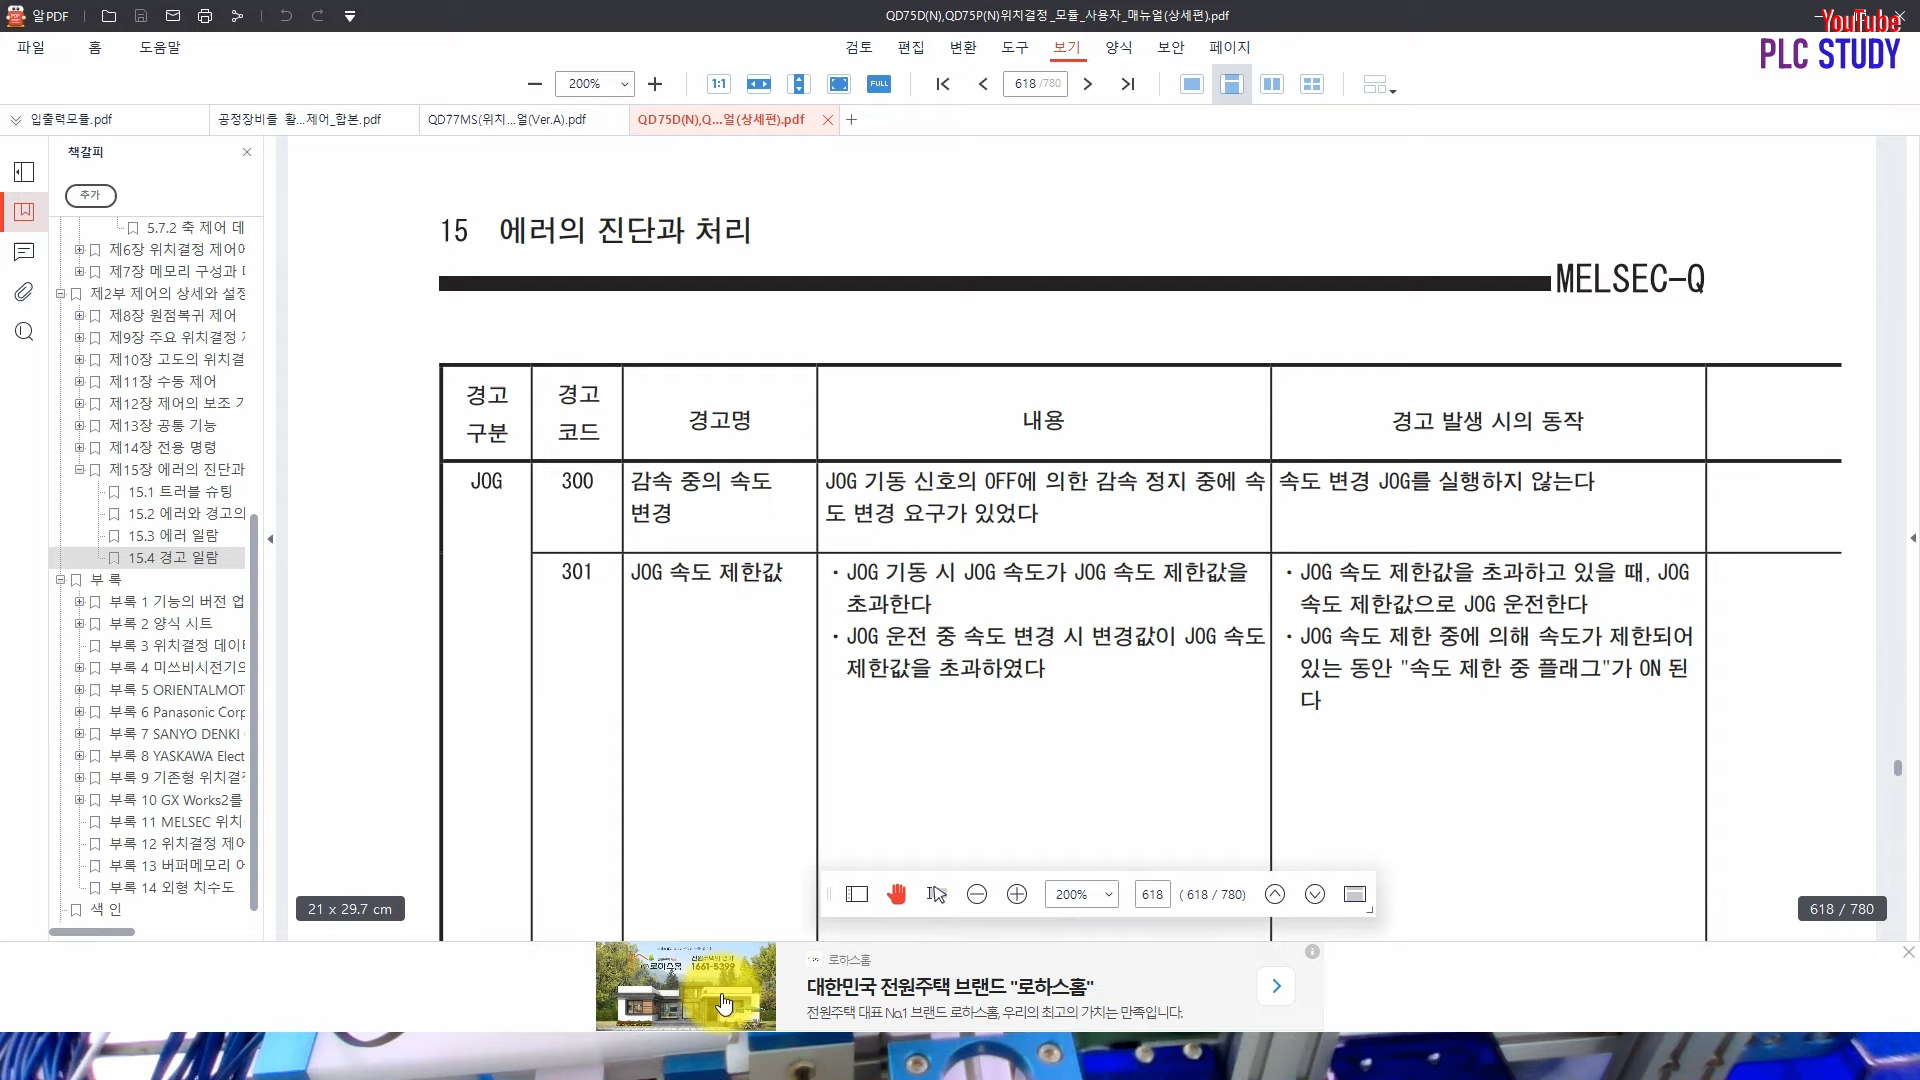 알PDF
QD75D(N),QD75P(N)위치결정_모듈_사용자_매뉴얼(상세편).pdf
YouTube
PLC STUDY
파일 홈 도움말 검토 편집 변환 도구 보기 양식 보안 페이지
200% 1:1 FULL 618 /780
입출력모듈.pdf
공정장비를 활...제어_합본.pdf
QD77MS(위치...얼(Ver.A).pdf
QD75D(N),Q...얼(상세편).pdf
책갈피
추가
5.7.2 축 제어 데
제6장 위치결정 제어에
제7장 메모리 구성과 데
제2부 제어의 상세와 설정
제8장 원점복귀 제어
제9장 주요 위치결정 제
제10장 고도의 위치결
제11장 수동 제어
제12장 제어의 보조 기
제13장 공통 기능
제14장 전용 명령
제15장 에러의 진단과
15.1 트러블 슈팅
15.2 에러와 경고의
15.3 에러 일람
15.4 경고 일람
부 록
부록 1 기능의 버전 업
부록 2 양식 시트
부록 3 위치결정 데이터
부록 4 미쓰비시전기의
부록 5 ORIENTALMOT
부록 6 Panasonic Corp
부록 7 SANYO DENKI
부록 8 YASKAWA Elect
부록 9 기존형 위치결정
부록 10 GX Works2를
부록 11 MELSEC 위치
부록 12 위치결정 제어
부록 13 버퍼메모리 어
부록 14 외형 치수도
색 인
15 에러의 진단과 처리
MELSEC-Q
경고 구분
경고 코드
경고명
내용
경고 발생 시의 동작
JOG
300
감속 중의 속도
변경
JOG 기동 신호의 OFF에 의한 감속 정지 중에 속
도 변경 요구가 있었다
속도 변경 JOG를 실행하지 않는다
301
JOG 속도 제한값
・JOG 기동 시 JOG 속도가 JOG 속도 제한값을
초과한다
・JOG 운전 중 속도 변경 시 변경값이 JOG 속도
제한값을 초과하였다
・JOG 속도 제한값을 초과하고 있을 때, JOG
속도 제한값으로 JOG 운전한다
・JOG 속도 제한 중에 의해 속도가 제한되어
있는 동안 "속도 제한 중 플래그"가 ON 된
다
200% 618 ( 618 / 780)
21 x 29.7 cm
618 / 780
로하스홈
1661-5399
로하스홈
대한민국 전원주택 브랜드 "로하스홈"
전원주택 대표 No.1 브랜드 로하스홈, 우리의 최고의 가치는 만족입니다.